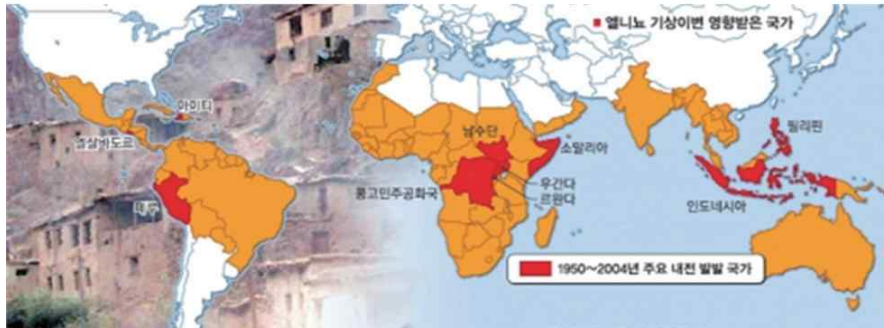 엘니뇨 기상이변 영향받은 국가
아이티
엘살바도르
페루
남수단
소말리아
필리핀
콩고민주공화국
우간다
르완다
인도네시아
1950~2004년 주요 내전 발발 국가